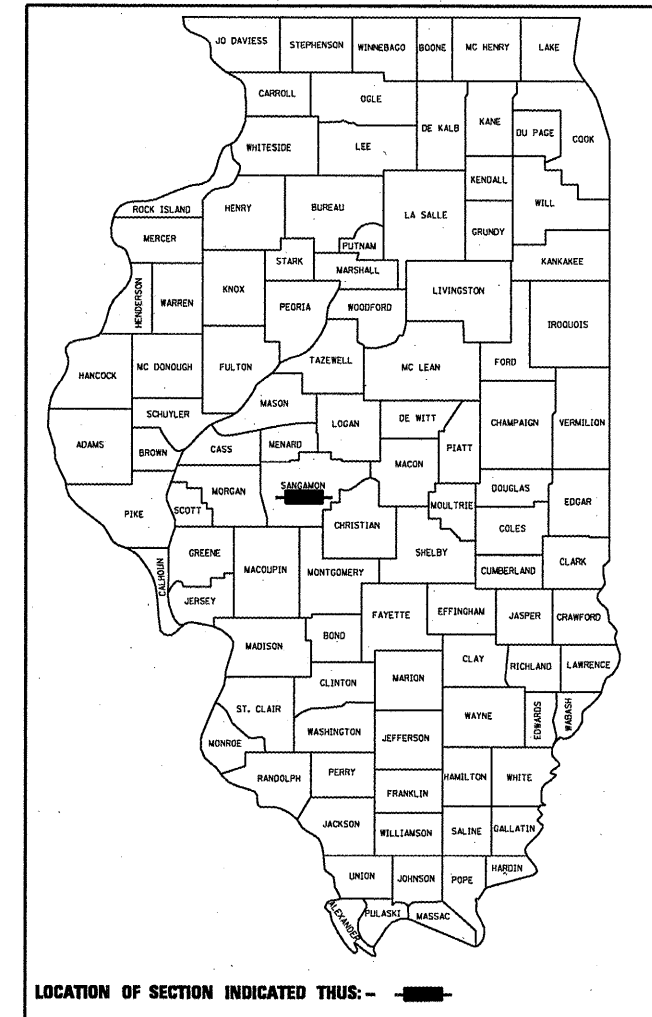 JO DAVIESS STEPHENSON WINNEBAGO BOONE MC HENRY LAKE
CARROLL OGLE DE KALB KANE DU PAGE COOK
WHITESIDE LEE KENDALL WILL
ROCK ISLAND HENRY BUREAU LA SALLE GRUNDY
MERCER PUTNAM KANKAKEE
STARK MARSHALL
HENDERSON WARREN KNOX PEORIA WOODFORD LIVINGSTON IROQUOIS
HANCOCK MC DONOUGH FULTON TAZEWELL MC LEAN FORD
SCHUYLER MASON LOGAN DE WITT CHAMPAIGN VERMILION
ADAMS BROWN CASS MENARD MACON PIATT
PIKE SCOTT MORGAN SANGAMON CHRISTIAN MOULTRIE DOUGLAS EDGAR
COLES
CALHOUN GREENE MACOUPIN MONTGOMERY SHELBY CUMBERLAND CLARK
JERSEY FAYETTE EFFINGHAM JASPER CRAWFORD
MADISON BOND CLAY RICHLAND LAWRENCE
CLINTON MARION
ST. CLAIR WAYNE EDWARDS WABASH
MONROE WASHINGTON JEFFERSON
RANDOLPH PERRY HAMILTON WHITE
FRANKLIN
JACKSON WILLIAMSON SALINE GALLATIN
UNION JOHNSON POPE HARDIN
ALEXANDER PULASKI MASSAC
LOCATION OF SECTION INDICATED THUS: -